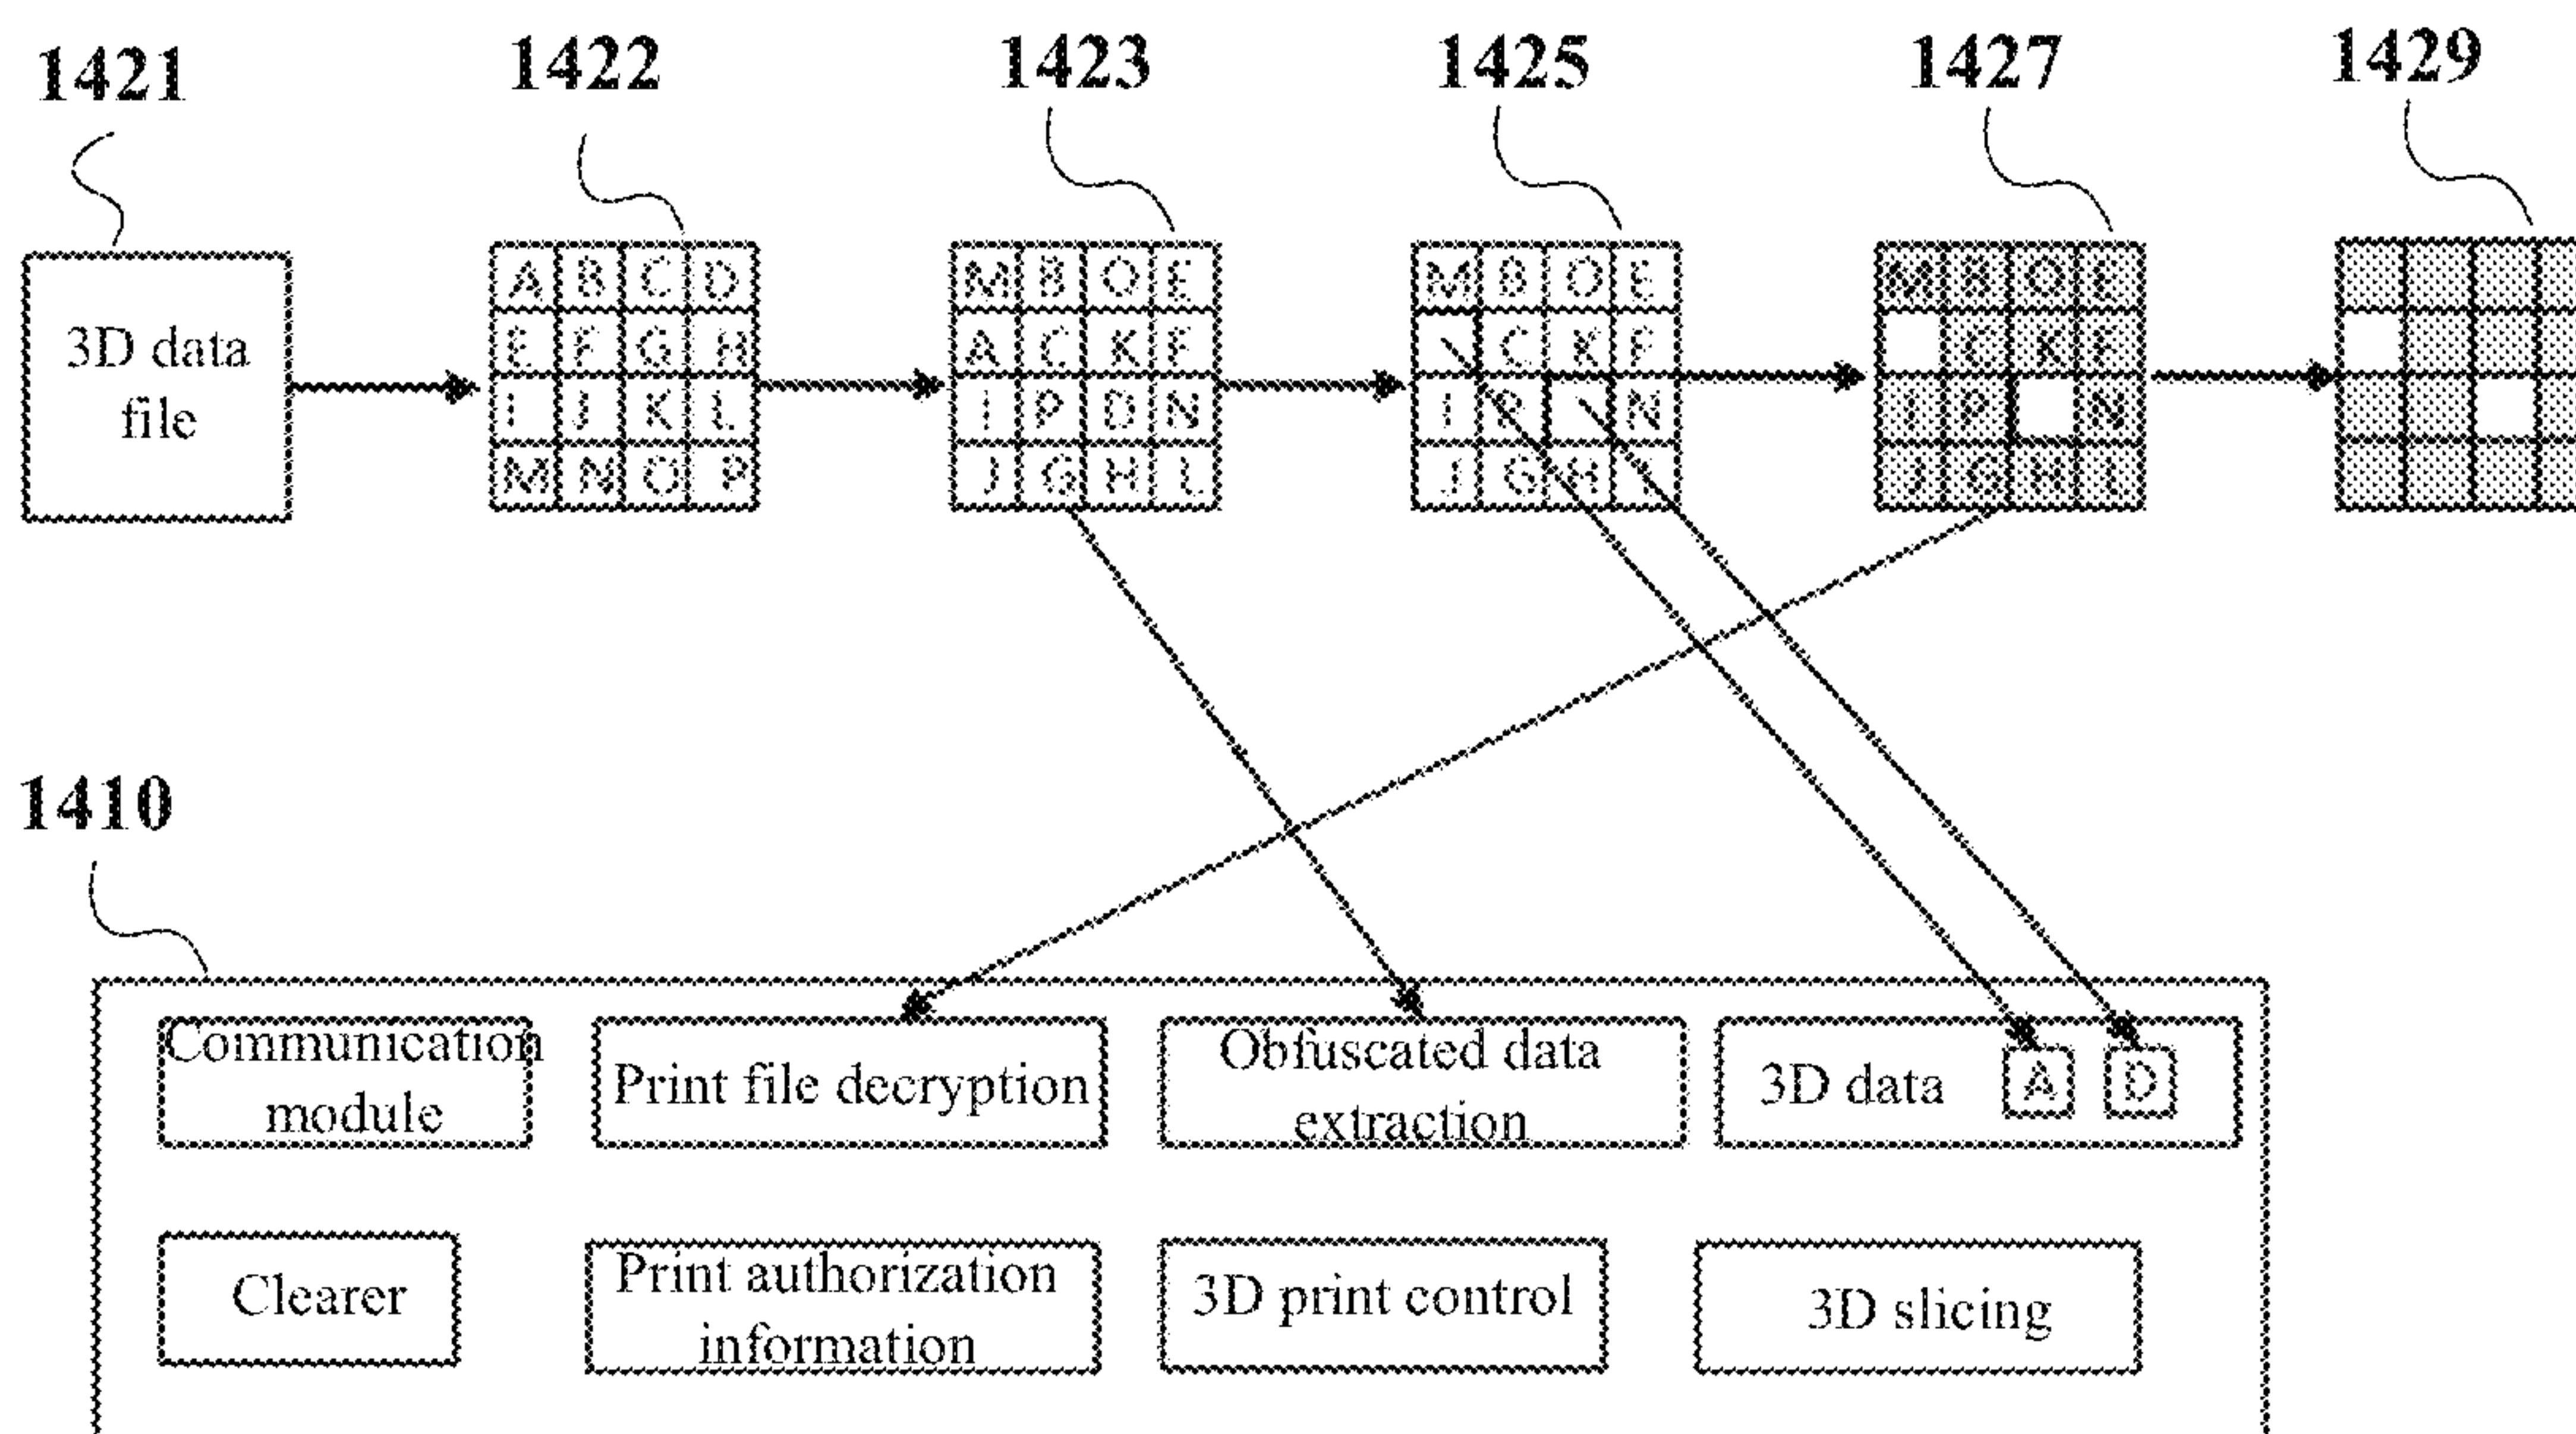 1421 1422 1423 1425 1427 1429
3D data
file
A B C D
E F G H
I J K L
M N O P
M B O E
A C K F
I P D N
J G H L
M B O E
C K F
I P N
J G H L
M B O E
C K F
I P N
J G H L
1410
Communication
module
Print file decryption
Obfuscated data
extraction
3D data A D
Clearer
Print authorization
information
3D print control
3D slicing